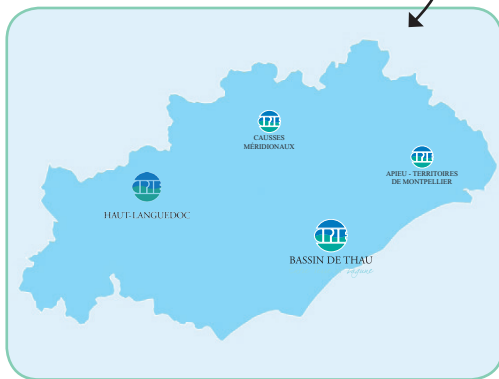 CPIE
CAUSSES
MÉRIDIONAUX
CPIE
APIEU - TERRITOIRES
DE MONTPELLIER
CPIE
HAUT-LANGUEDOC
CPIE
BASSIN DE THAU